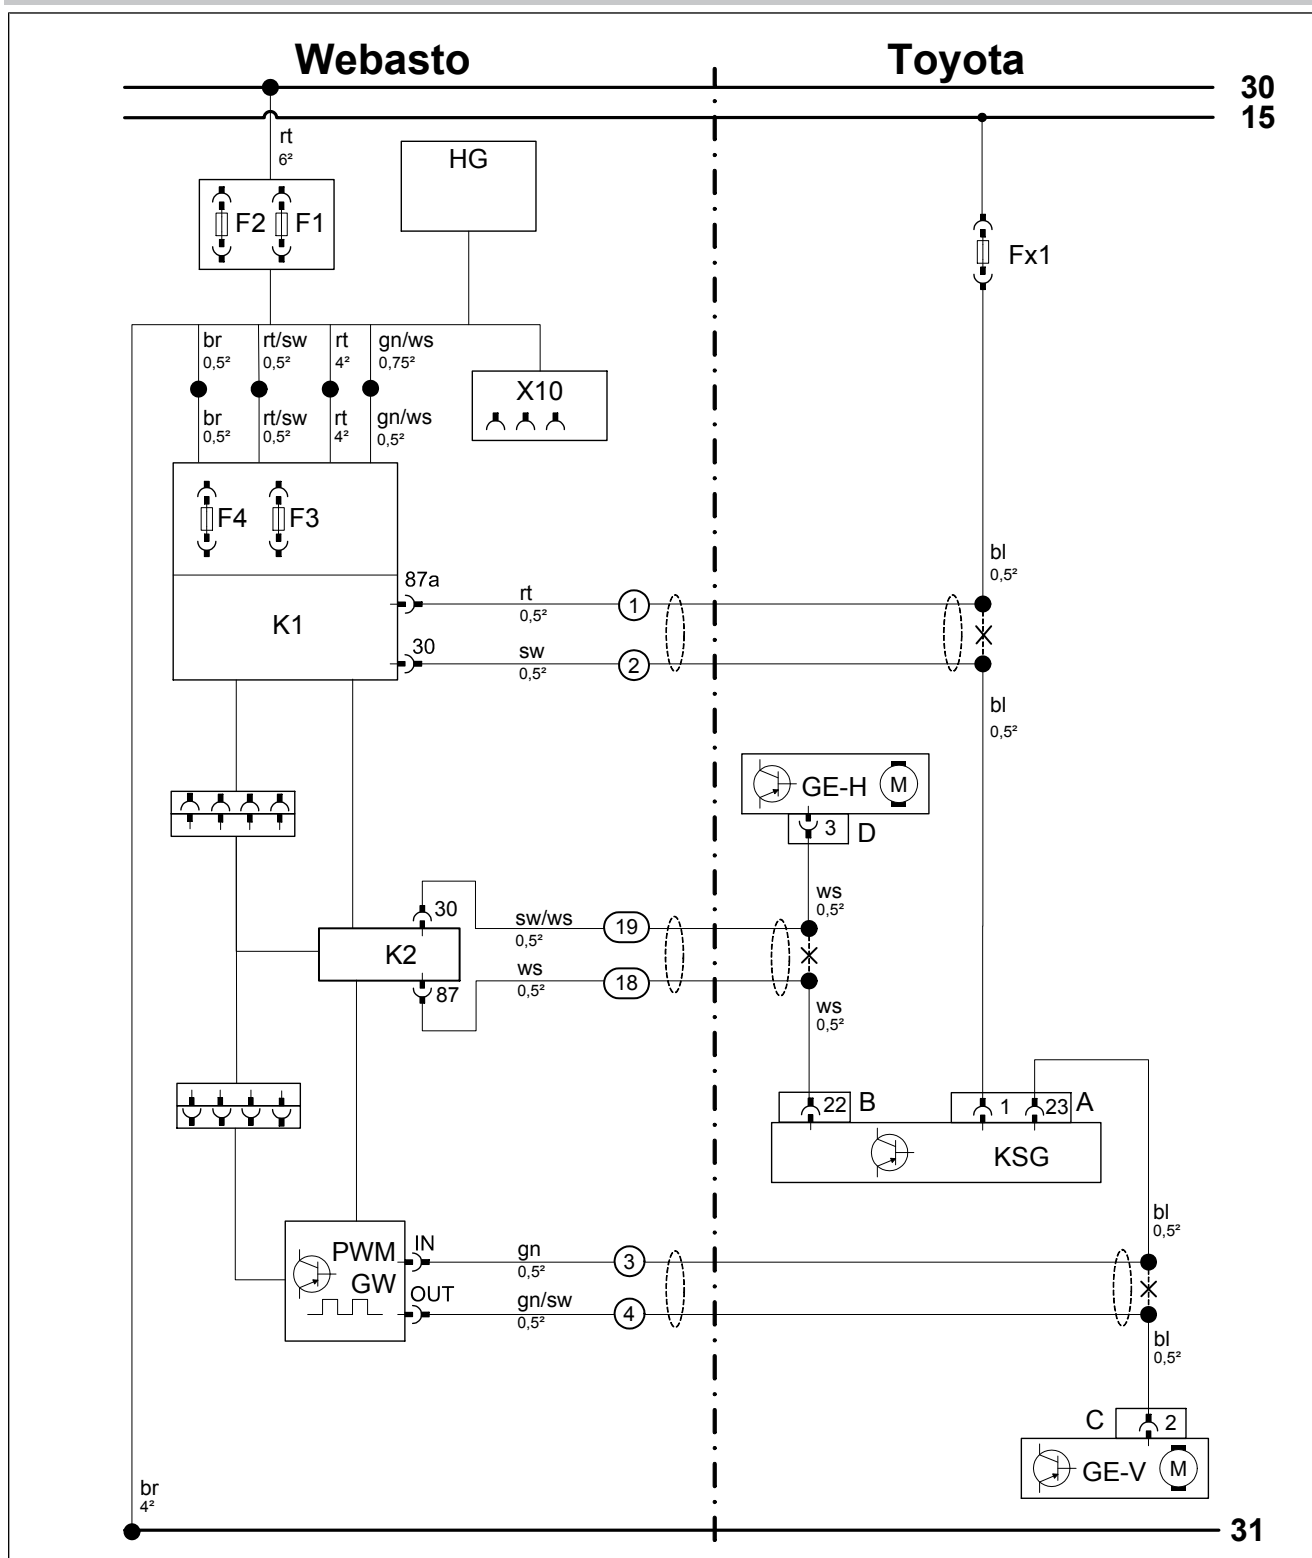 Webasto Toyota
30
15
rt
6²
HG
F2 F1
Fx1
br rt/sw rt gn/ws
0,5² 0,5² 4² 0,75²
X10
br rt/sw rt gn/ws
0,5² 0,5² 4² 0,5²
F4 F3
bl
0,5²
87a
rt
0,5²
1
K1
30
sw
0,5²
2
bl
0,5²
GE-H M
3 D
ws
0,5²
30
sw/ws
0,5²
19
K2
ws
0,5²
18
87
ws
0,5²
22 B 1 23 A
KSG
bl
0,5²
PWM IN
gn
0,5²
3
GW
OUT
gn/sw
0,5²
4
bl
0,5²
C 2
GE-V M
br
4²
31